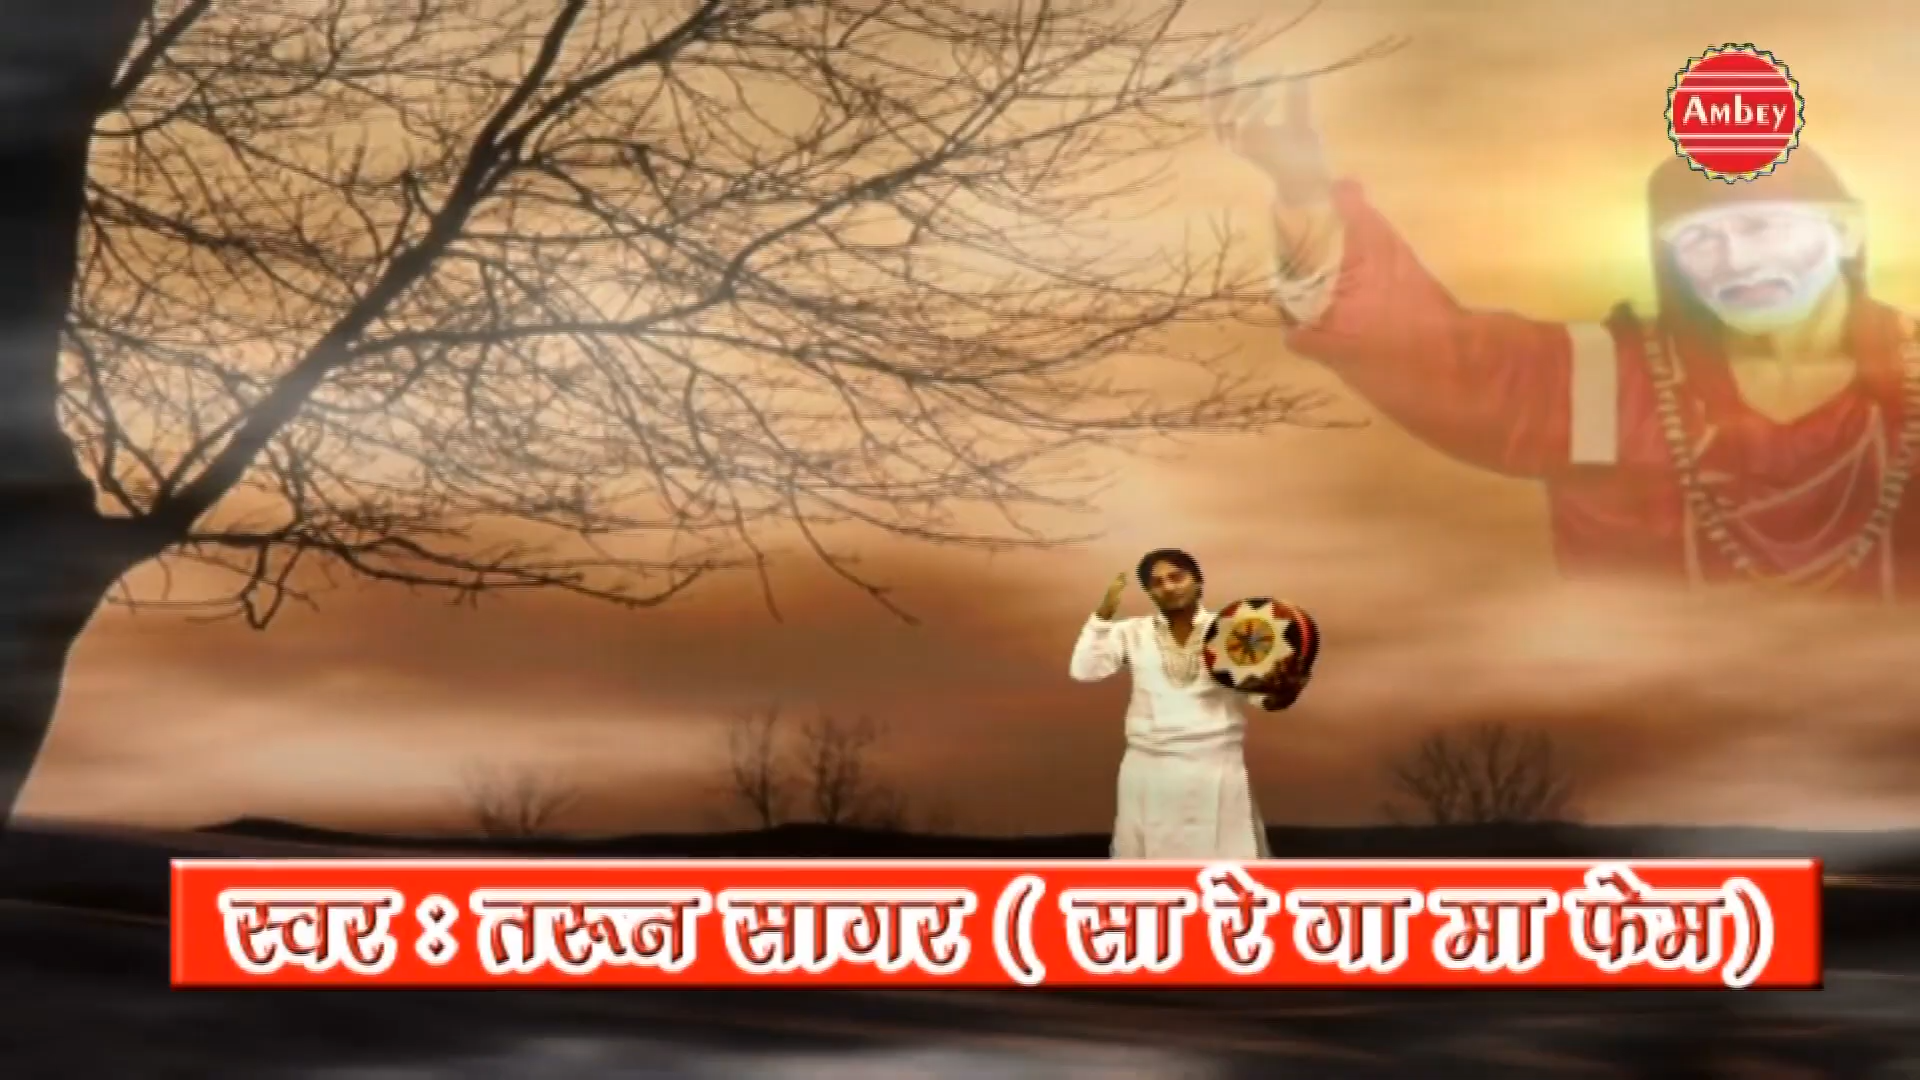 AMBEY
स्वर : तरून सागर ( सा रे गा मा फेम)